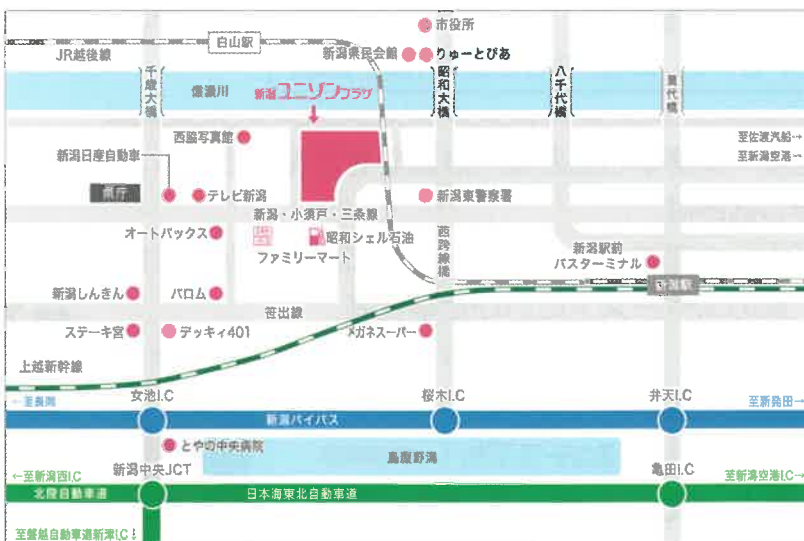 市役所
白山駅
JR越後線
新潟県民会館
りゅーとぴあ
千歳大橋
昭和大橋
八千代橋
萬代橋
信濃川
新潟ユニゾンプラザ
西脇写真館
至佐渡汽船→
新潟日産自動車
至新潟空港→
県庁
テレビ新潟
新潟東警察署
新潟・小須戸・三条線
オートバックス
昭和シェル石油
ファミリーマート
西跨線橋
新潟駅前
バスターミナル
新潟しんきん
パロム
新潟駅
笹出線
ステーキ宮
デッキィ401
メガネスーパー
上越新幹線
女池I.C
桜木I.C
弁天I.C
←至長岡
新潟バイパス
至新発田→
とやの中央病院
鳥屋野潟
新潟中央JCT
亀田I.C
←至新潟西I.C
至新潟空港I.C→
北陸自動車道
日本海東北自動車道
至磐越自動車道新津I.C↓